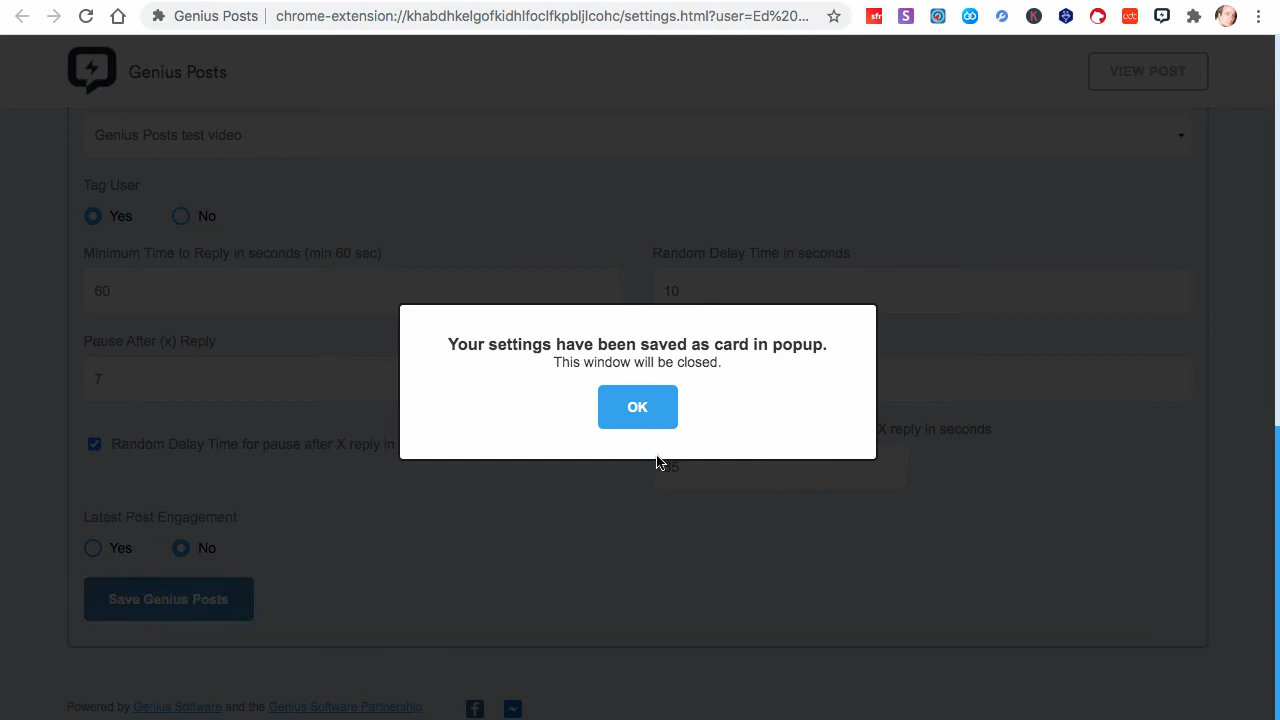 Genius Posts
chrome-extension://khbbdhkelgofkidhlfoclfkpbljlcohc/settings.html?user=Ed%20...
Genius Posts
VIEW POST
Genius Posts test video
Tag User
Yes No
Minimum Time to Reply in seconds (min 60 sec) Random Delay Time in seconds
60 10
Pause After (x) Reply
7
Your settings have been saved as card in popup.
This window will be closed.
OK
Random Delay Time for pause after X reply in X reply in seconds
5
Latest Post Engagement
Yes No
Save Genius Posts
Powered by Genius Software and the Genius Software Partnership